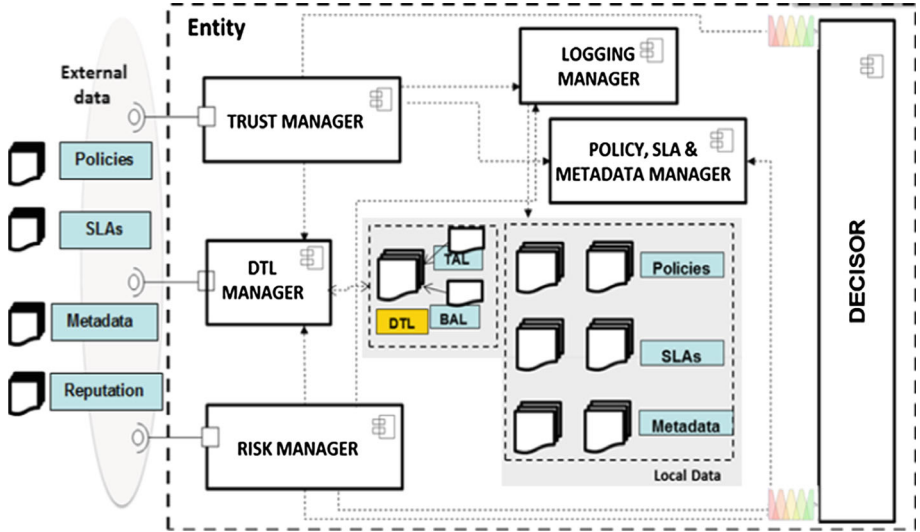 Entity
External
data
Policies
SLAs
Metadata
Reputation
TRUST MANAGER
DTL
MANAGER
RISK MANAGER
LOGGING
MANAGER
POLICY, SLA &
METADATA MANAGER
TAL
DTL
BAL
Policies
SLAs
Metadata
Local Data
DECISOR